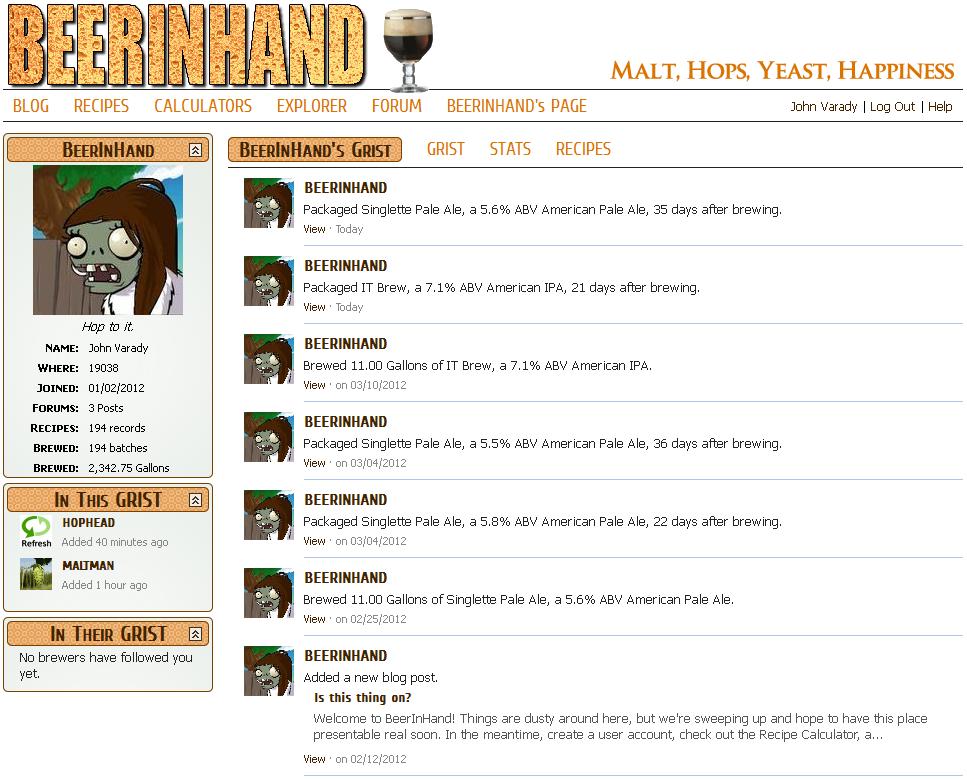 BEERINHAND
MALT, HOPS, YEAST, HAPPINESS
BLOG RECIPES CALCULATORS EXPLORER FORUM BEERINHAND's PAGE
John Varady | Log Out | Help
BEERINHAND
Hop to it.
NAME: John Varady
WHERE: 19038
JOINED: 01/02/2012
FORUMS: 3 Posts
RECIPES: 194 records
BREWED: 194 batches
BREWED: 2,342.75 Gallons
IN THIS GRIST
Refresh
HOPHEAD
Added 40 minutes ago
MALTMAN
Added 1 hour ago
IN THEIR GRIST
No brewers have followed you
yet.
BEERINHAND'S GRIST GRIST STATS RECIPES
BEERINHAND
Packaged Singlette Pale Ale, a 5.6% ABV American Pale Ale, 35 days after brewing.
View · Today
BEERINHAND
Packaged IT Brew, a 7.1% ABV American IPA, 21 days after brewing.
View · Today
BEERINHAND
Brewed 11.00 Gallons of IT Brew, a 7.1% ABV American IPA.
View · on 03/10/2012
BEERINHAND
Packaged Singlette Pale Ale, a 5.5% ABV American Pale Ale, 36 days after brewing.
View · on 03/04/2012
BEERINHAND
Packaged Singlette Pale Ale, a 5.8% ABV American Pale Ale, 22 days after brewing.
View · on 03/04/2012
BEERINHAND
Brewed 11.00 Gallons of Singlette Pale Ale, a 5.6% ABV American Pale Ale.
View · on 02/25/2012
BEERINHAND
Added a new blog post.
Is this thing on?
Welcome to BeerInHand! Things are dusty around here, but we're sweeping up and hope to have this place
presentable real soon. In the meantime, create a user account, check out the Recipe Calculator, a...
View · on 02/12/2012